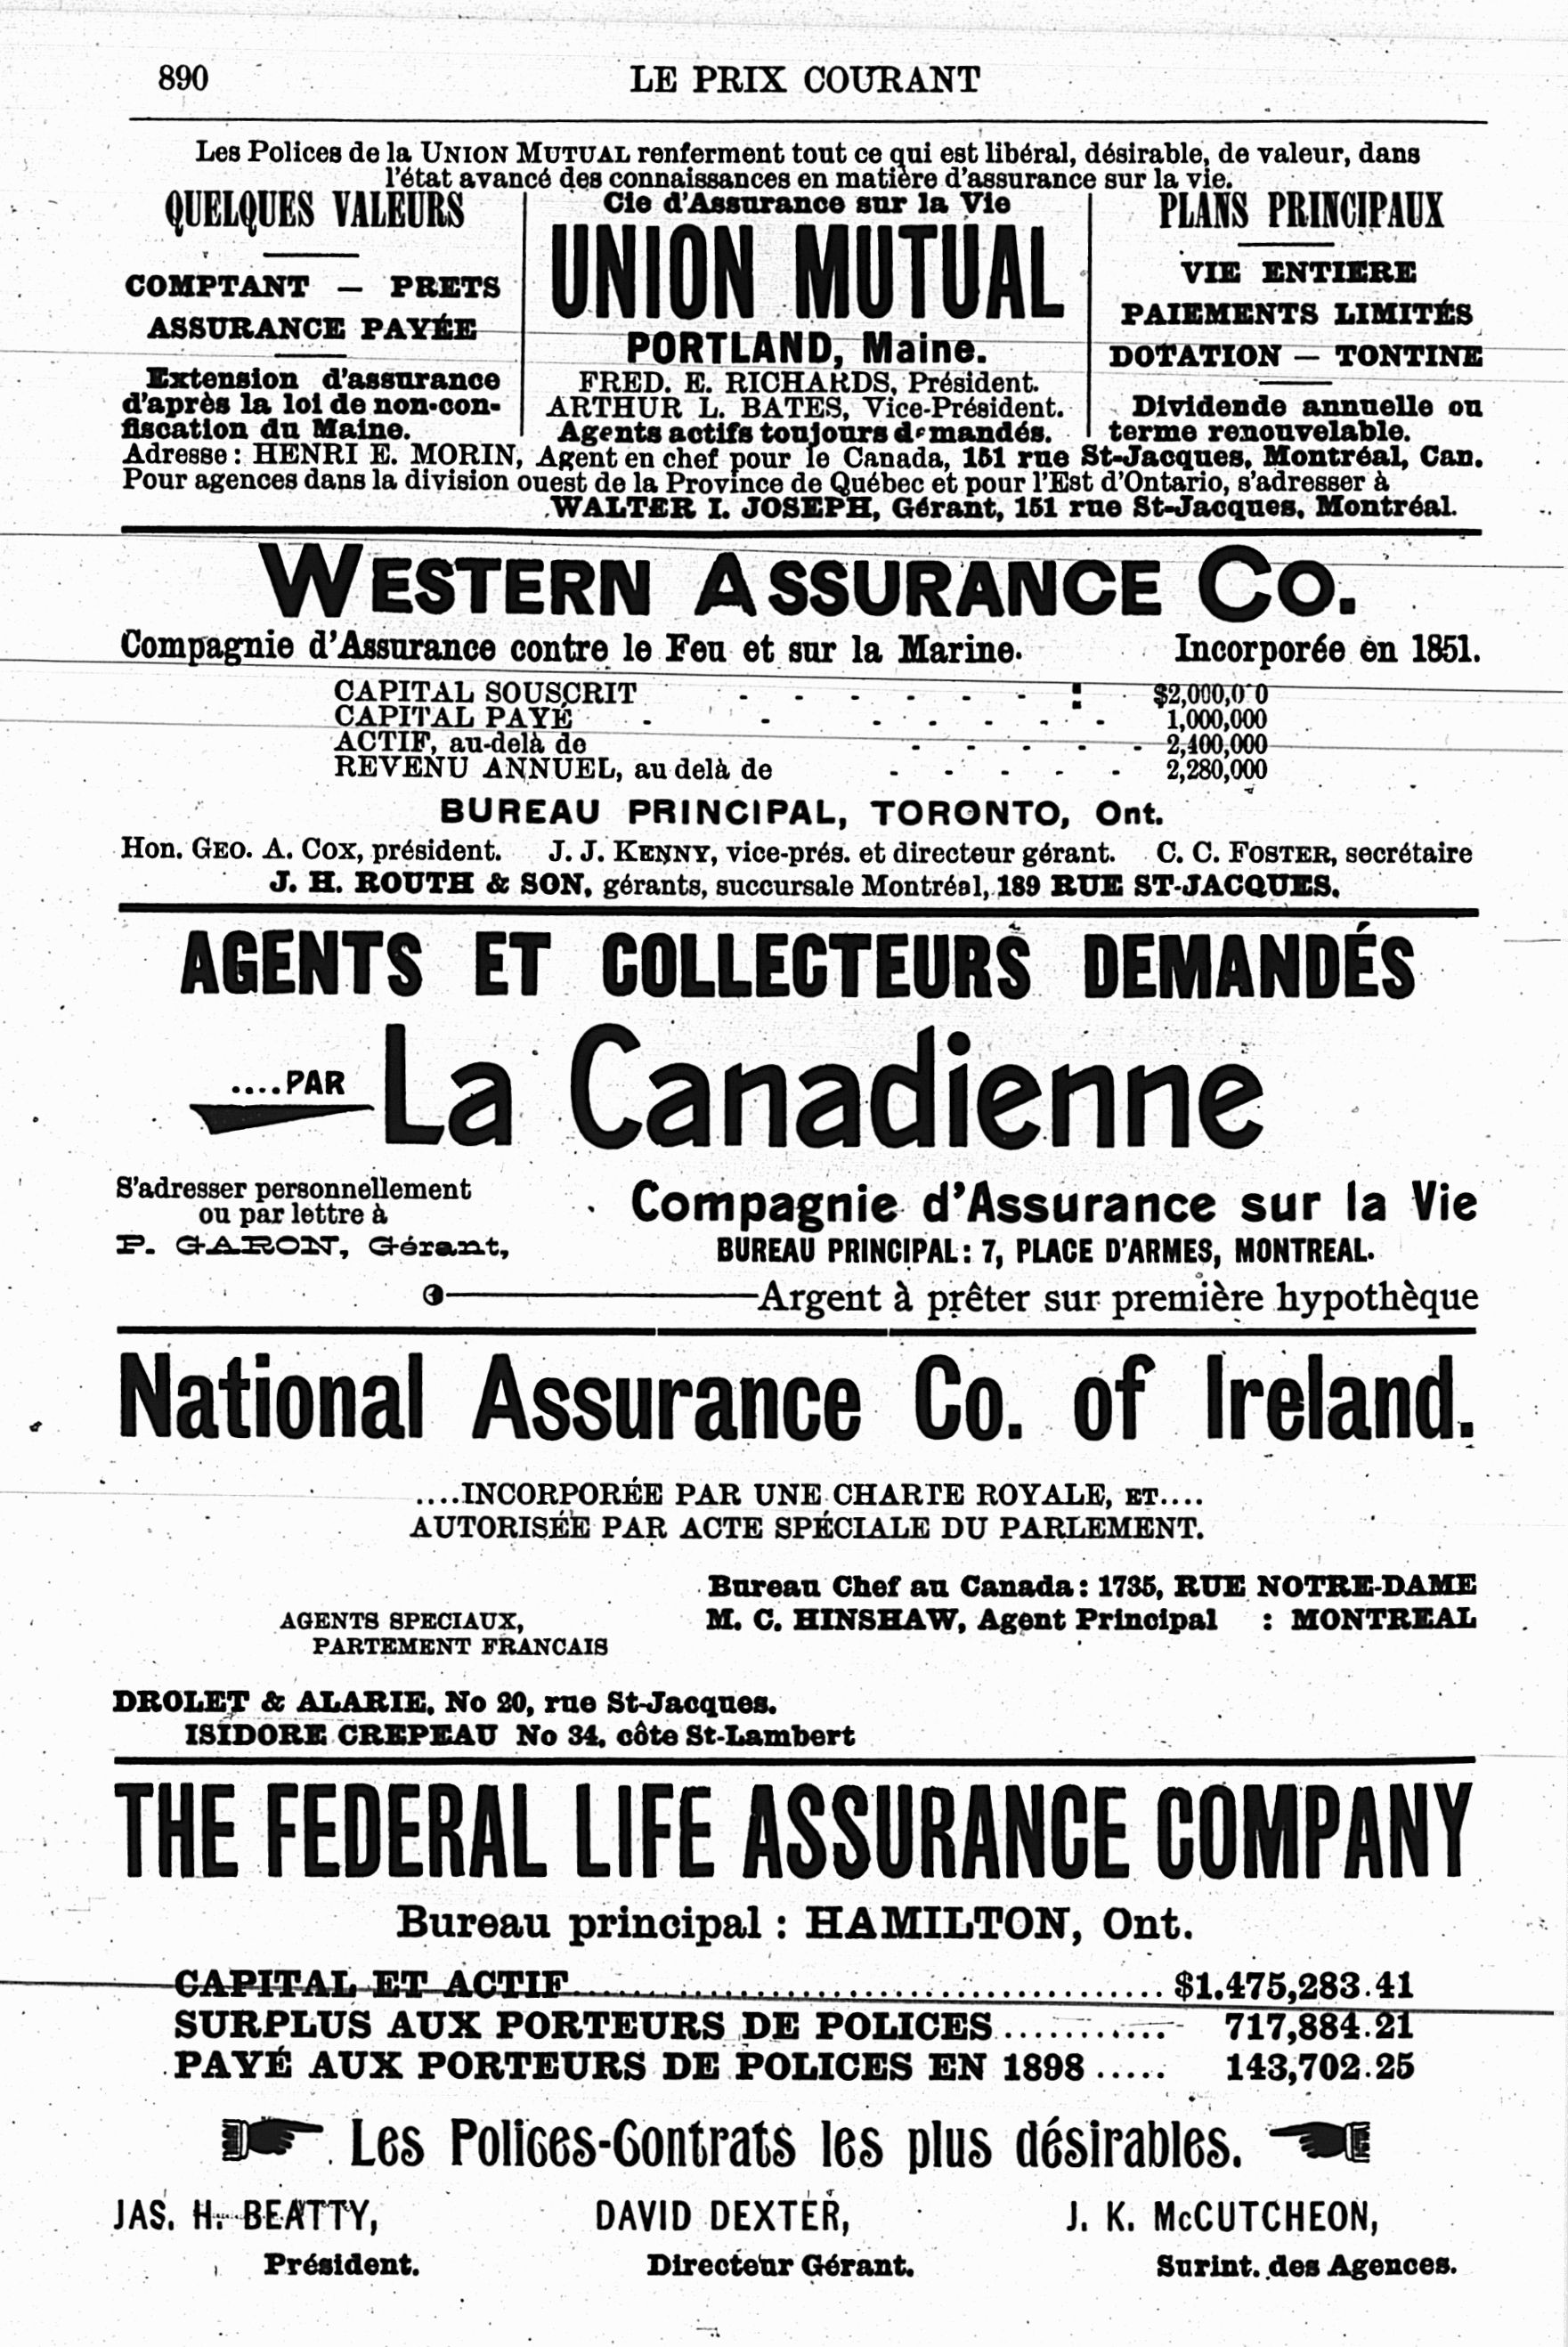 890
LE PRIX COURANT
Les Polices de la UNION MUTUAL renferment tout ce qui est libéral, désirable, de valeur, dans
l'état avancé des connaissances en matière d'assurance sur la vie.
QUELQUES VALEURS
COMPTANT — PRETS
ASSURANCE PAYÉE
Extension d'assurance
d'après la loi de non-con-
fiscation du Maine.
Cie d'Assurance sur la Vie
UNION MUTUAL
PORTLAND, Maine.
FRED. E. RICHARDS, Président.
ARTHUR L. BATES, Vice-Président.
Agents actifs toujours demandés.
PLANS PRINCIPAUX
VIE ENTIERE
PAIEMENTS LIMITÉS
DOTATION — TONTINE
Dividende annuelle ou
terme renouvelable.
Adresse: HENRI E. MORIN, Agent en chef pour le Canada, 151 rue St-Jacques, Montréal, Can.
Pour agences dans la division ouest de la Province de Québec et pour l'Est d'Ontario, s'adresser à
WALTER I. JOSEPH, Gérant, 151 rue St-Jacques, Montréal.
WESTERN ASSURANCE CO.
Compagnie d'Assurance contre le Feu et sur la Marine. Incorporée en 1851.
CAPITAL SOUSCRIT - - - - - - : $2,000,0 0
CAPITAL PAYÉ - - - - - - - 1,000,000
ACTIF, au-delà de - - - - - 2,400,000
REVENU ANNUEL, au delà de - - - - - 2,280,000
BUREAU PRINCIPAL, TORONTO, Ont.
Hon. GEO. A. COX, président. J. J. KENNY, vice-prés. et directeur gérant. C. C. FOSTER, secrétaire
J. H. ROUTH & SON, gérants, succursale Montréal, 189 RUE ST-JACQUES.
AGENTS ET COLLECTEURS DEMANDÉS
....PAR La Canadienne
S'adresser personnellement
ou par lettre à
P. GARON, Gérant,
Compagnie d'Assurance sur la Vie
BUREAU PRINCIPAL: 7, PLACE D'ARMES, MONTREAL.
Argent à prêter sur première hypothèque
National Assurance Co. of Ireland.
....INCORPORÉE PAR UNE CHARTE ROYALE, ET....
AUTORISÉE PAR ACTE SPÉCIALE DU PARLEMENT.
Bureau Chef au Canada: 1735, RUE NOTRE-DAME
M. C. HINSHAW, Agent Principal : MONTREAL
AGENTS SPECIAUX,
PARTEMENT FRANCAIS
DROLET & ALARIE, No 20, rue St-Jacques.
ISIDORE CREPEAU No 34, côte St-Lambert
THE FEDERAL LIFE ASSURANCE COMPANY
Bureau principal: HAMILTON, Ont.
CAPITAL ET ACTIF........................................ $1.475,283.41
SURPLUS AUX PORTEURS DE POLICES............ 717,884.21
PAYÉ AUX PORTEURS DE POLICES EN 1898..... 143,702.25
Les Polices-Contrats les plus désirables.
JAS. H. BEATTY,
Président.
DAVID DEXTER,
Directeur Gérant.
J. K. McCUTCHEON,
Surint. des Agences.